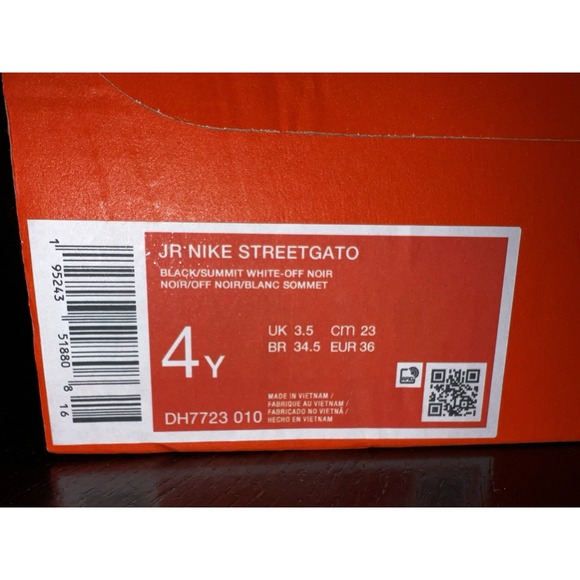 JR NIKE STREETGATO
BLACK/SUMMIT WHITE-OFF NOIR
NOIR/OFF NOIR/BLANC SOMMET
4Y
UK 3.5 cm 23
BR 34.5 EUR 36
DH7723 010
MADE IN VIETNAM /
FABRIQUE AU VIETNAM /
FABRICADO NO VIETNÃ /
HECHO EN VIETNAM
1 95243 51880 8 16